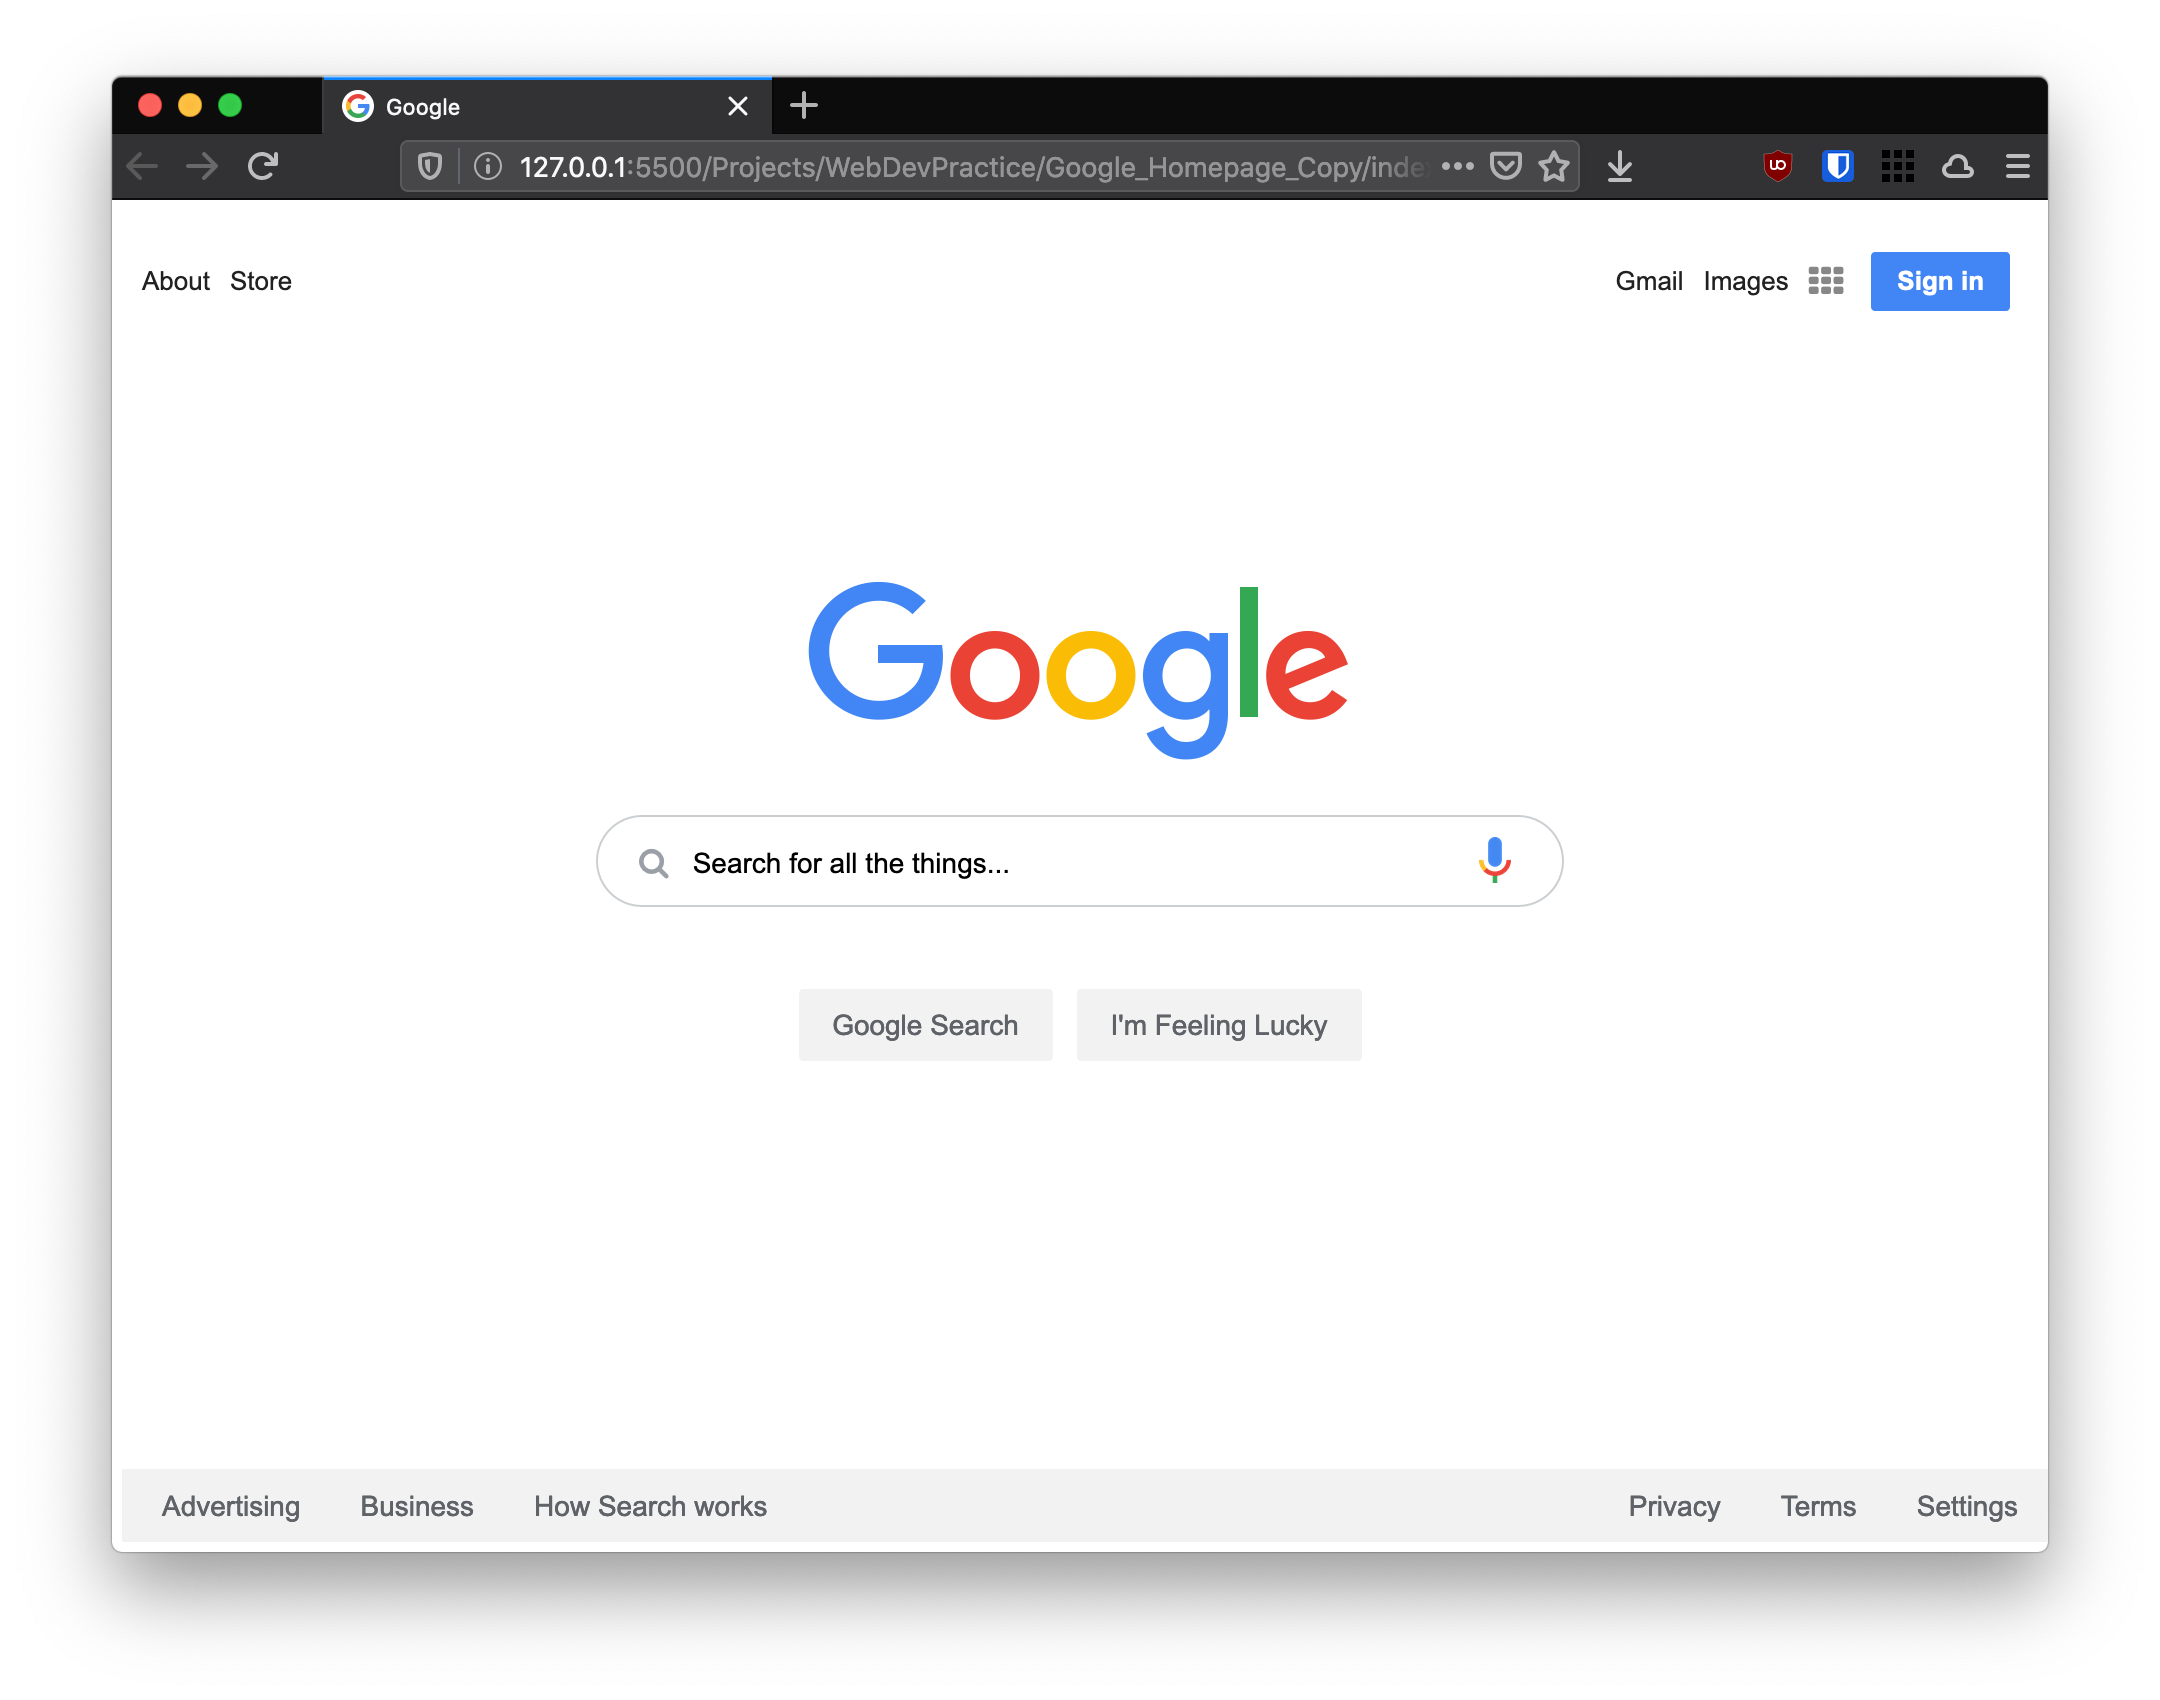 Google
127.0.0.1:5500/Projects/WebDevPractice/Google_Homepage_Copy/inde
About Store Gmail Images Sign in
Google
Search for all the things...
Google Search I'm Feeling Lucky
Advertising Business How Search works Privacy Terms Settings